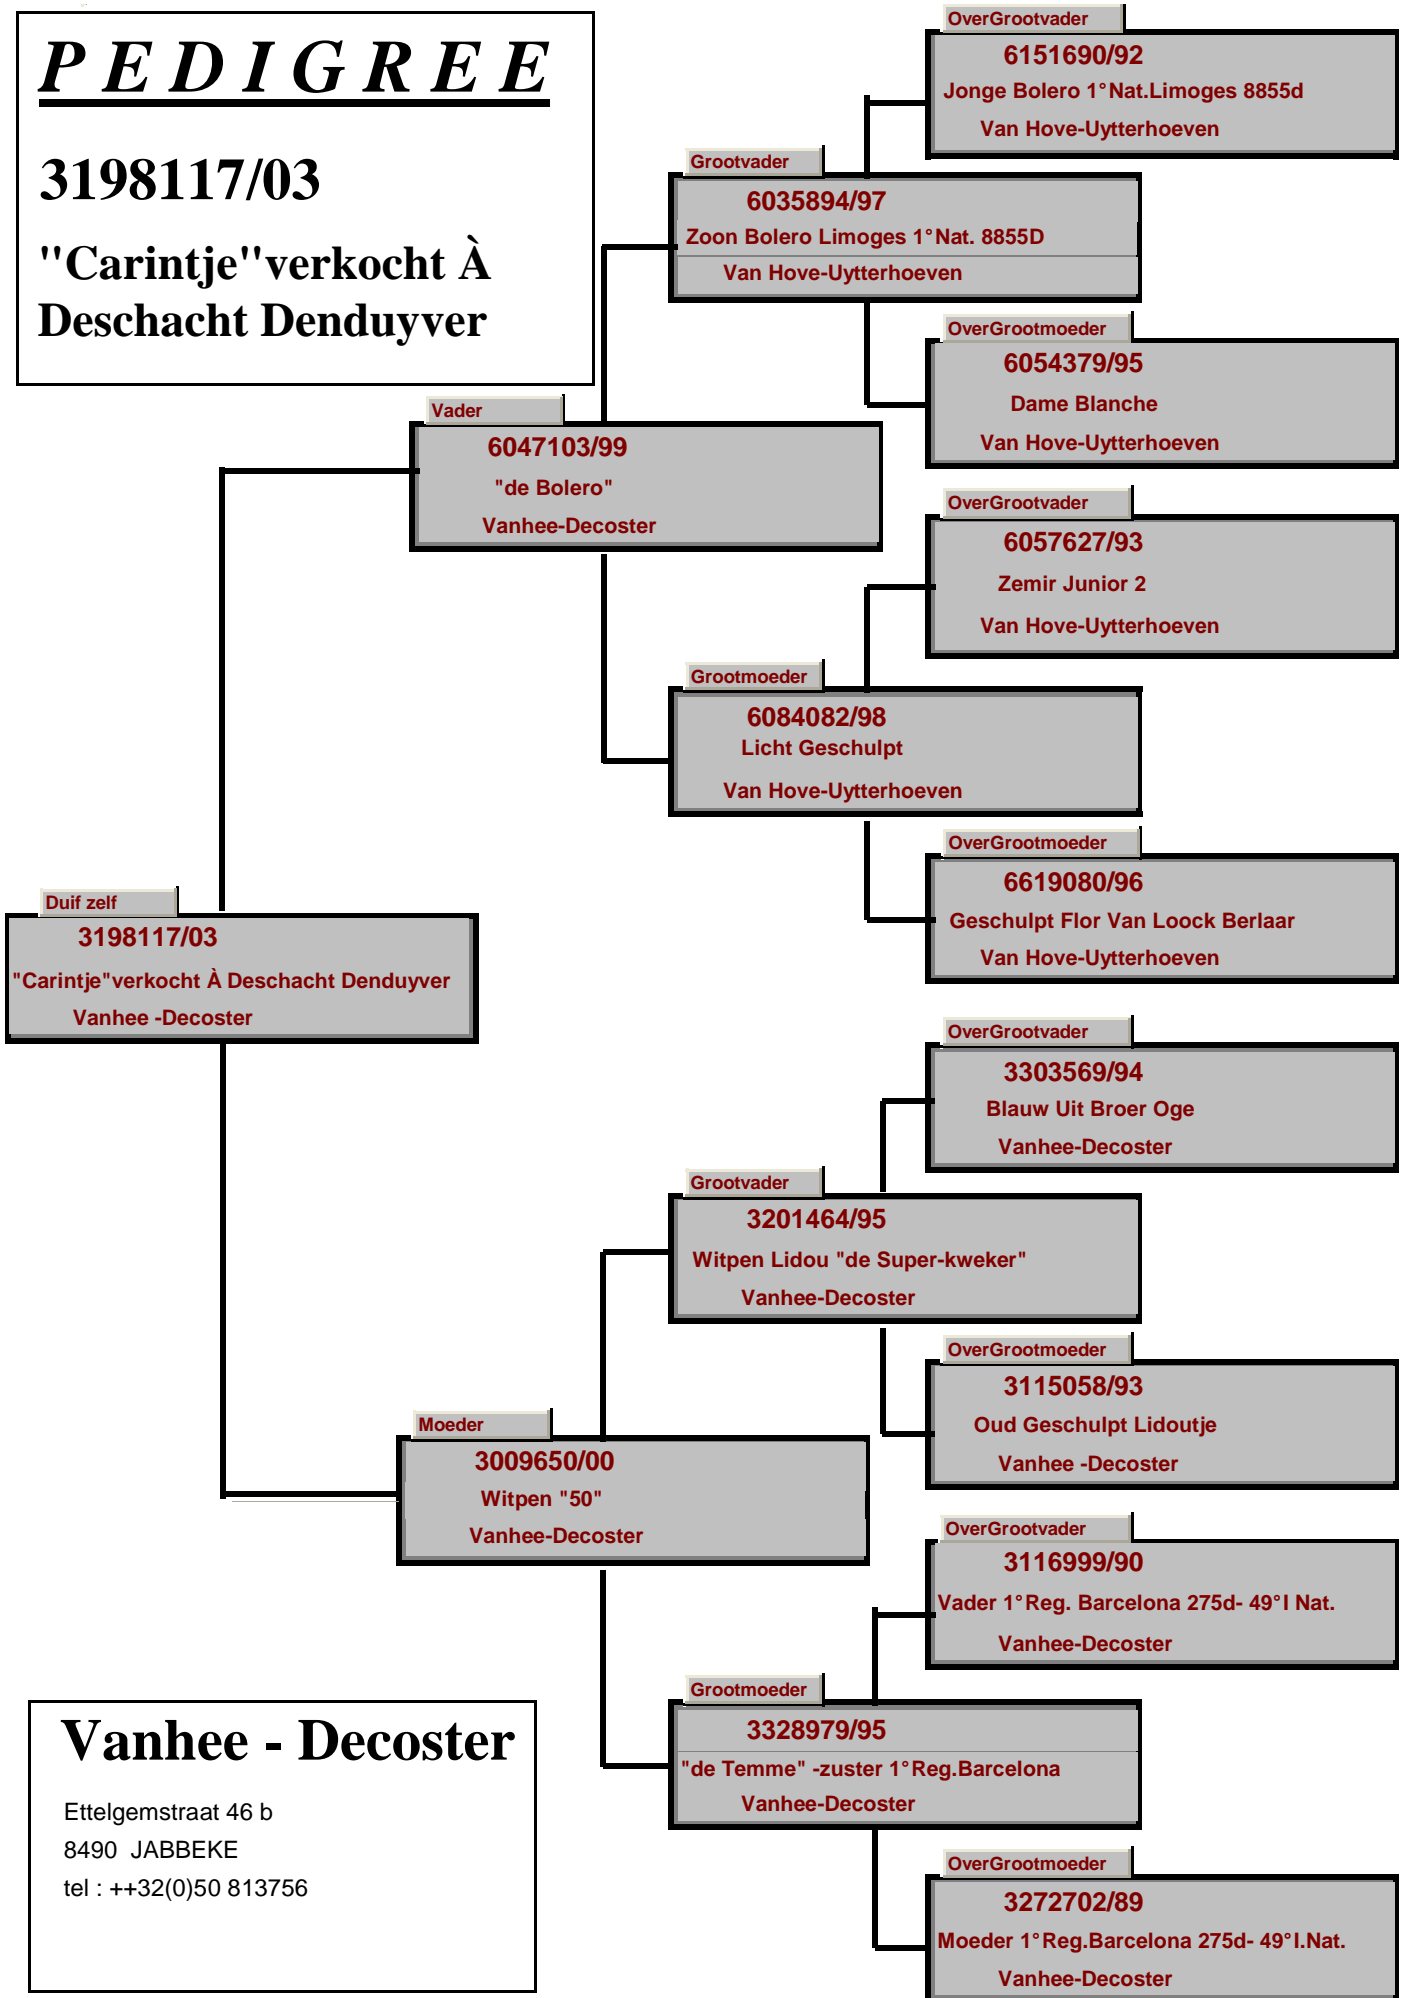 P E D I G R E E
3198117/03
"Carintje"verkocht À
Deschacht Denduyver
OverGrootvader
6151690/92
Jonge Bolero 1°Nat.Limoges 8855d
Van Hove-Uytterhoeven
Grootvader
6035894/97
Zoon Bolero Limoges 1°Nat. 8855D
Van Hove-Uytterhoeven
OverGrootmoeder
6054379/95
Dame Blanche
Van Hove-Uytterhoeven
Vader
6047103/99
"de Bolero"
Vanhee-Decoster
OverGrootvader
6057627/93
Zemir Junior 2
Van Hove-Uytterhoeven
Grootmoeder
6084082/98
Licht Geschulpt
Van Hove-Uytterhoeven
OverGrootmoeder
6619080/96
Geschulpt Flor Van Loock Berlaar
Van Hove-Uytterhoeven
Duif zelf
3198117/03
"Carintje"verkocht À Deschacht Denduyver
Vanhee -Decoster
OverGrootvader
3303569/94
Blauw Uit Broer Oge
Vanhee-Decoster
Grootvader
3201464/95
Witpen Lidou "de Super-kweker"
Vanhee-Decoster
OverGrootmoeder
3115058/93
Oud Geschulpt Lidoutje
Vanhee -Decoster
Moeder
3009650/00
Witpen "50"
Vanhee-Decoster
OverGrootvader
3116999/90
Vader 1°Reg. Barcelona 275d- 49°I Nat.
Vanhee-Decoster
Grootmoeder
3328979/95
"de Temme" -zuster 1°Reg.Barcelona
Vanhee-Decoster
OverGrootmoeder
3272702/89
Moeder 1°Reg.Barcelona 275d- 49°I.Nat.
Vanhee-Decoster
Vanhee - Decoster
Ettelgemstraat 46 b
8490 JABBEKE
tel : ++32(0)50 813756